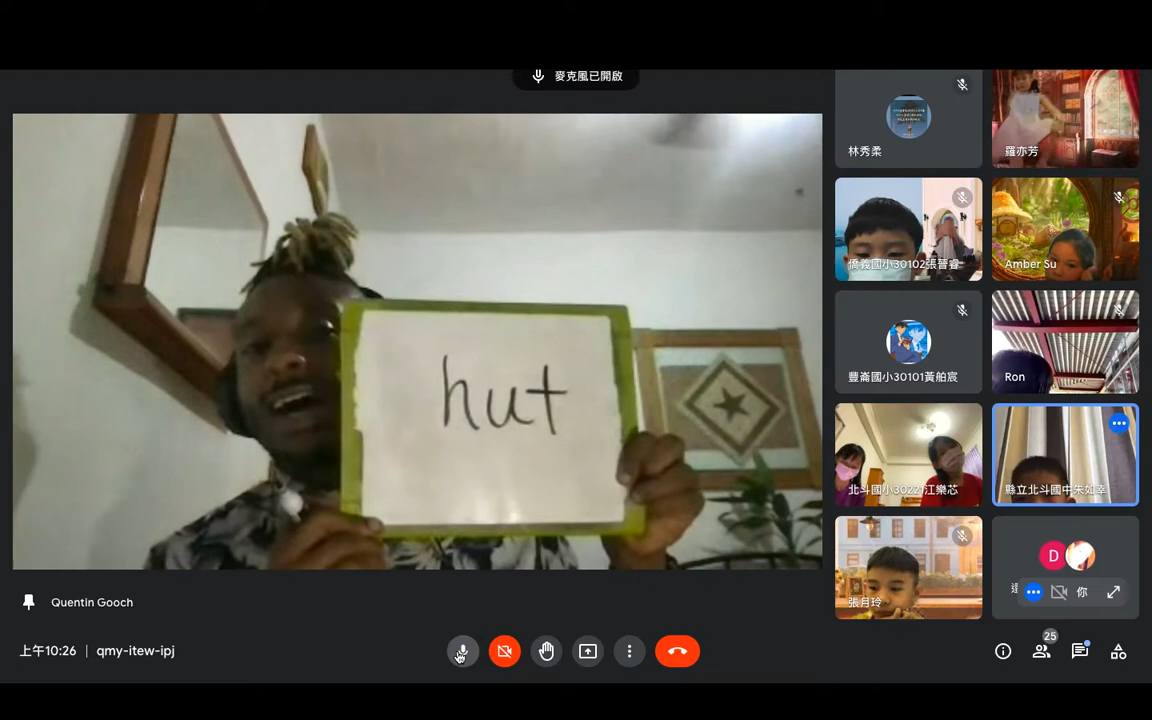 麥克風已開啟
hut
林秀柔
羅亦芳
僑義國小30102張晉睿
Amber Su
豐崙國小30101黃舶宸
Ron
北斗國小30221江樂芯
縣立北斗國中朱如幸
張月玲
D
你
Quentin Gooch
上午10:26 | qmy-itew-ipj
25